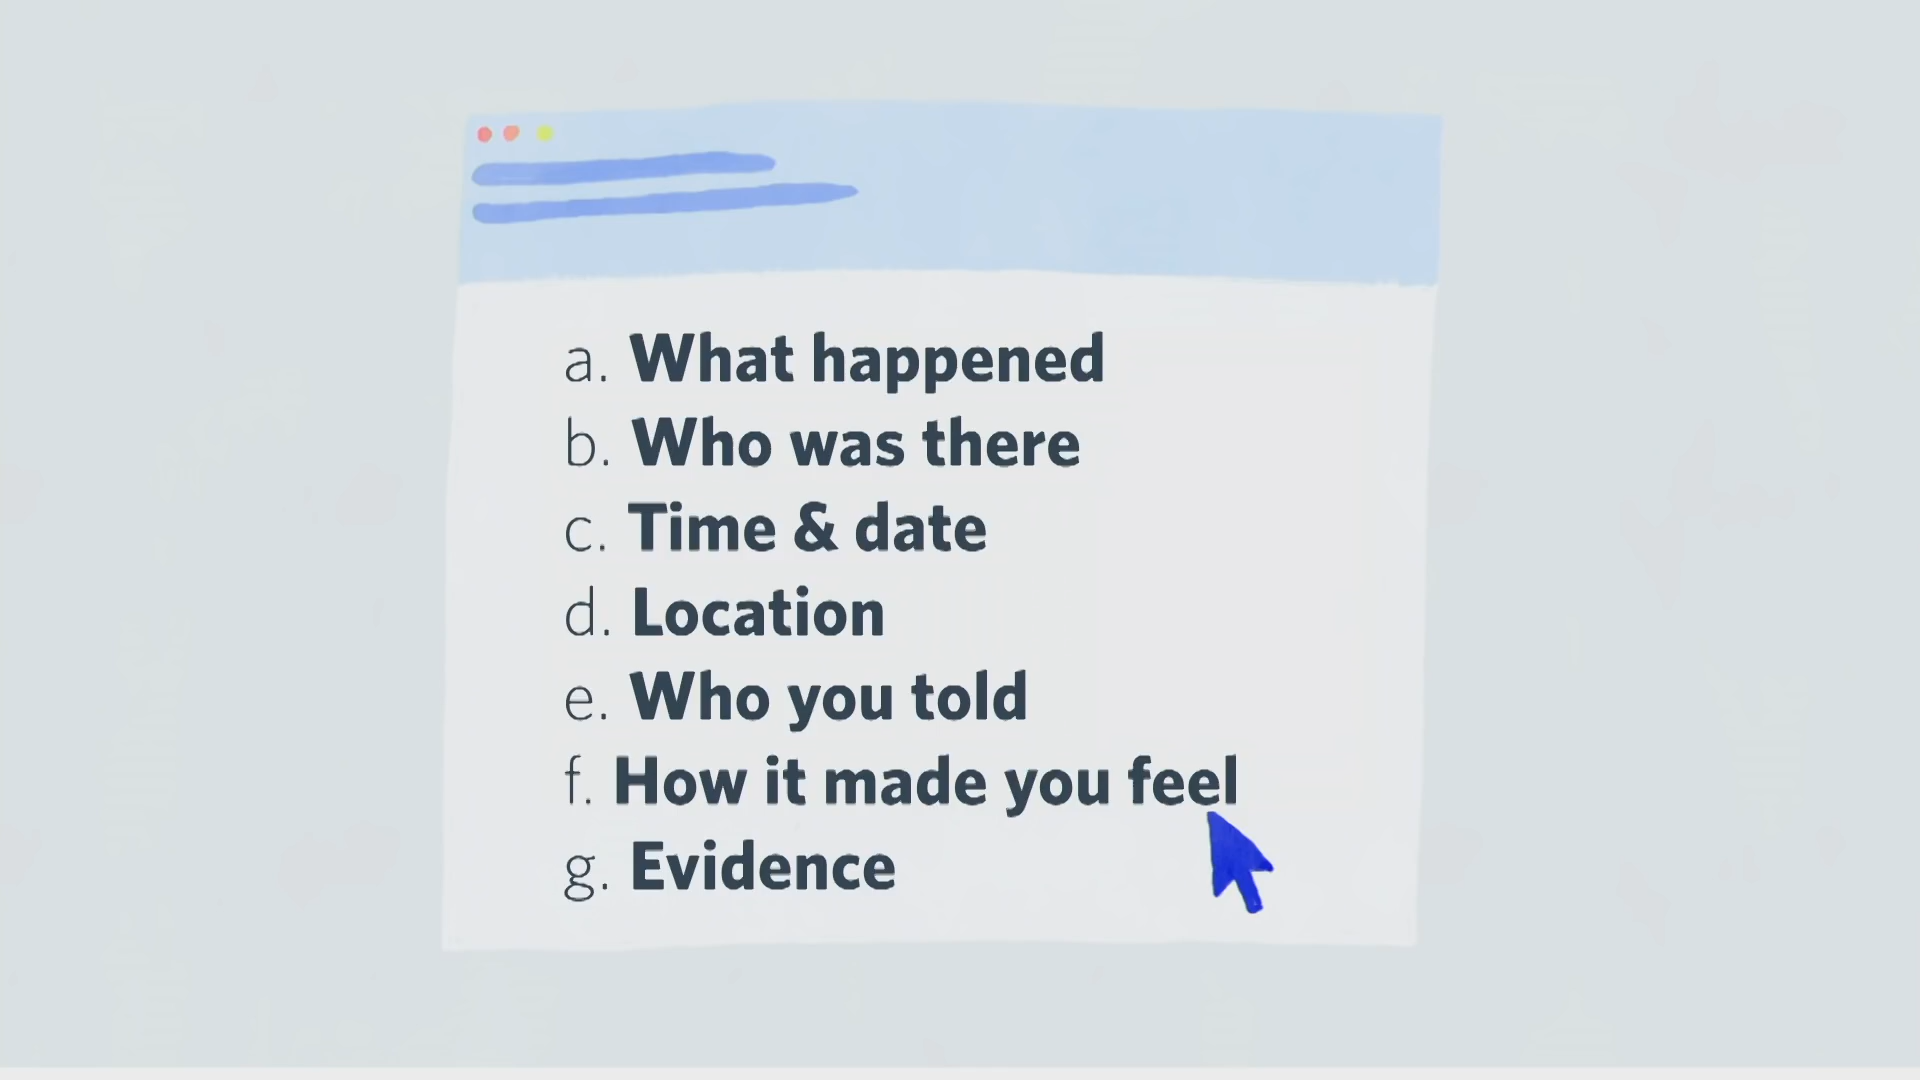 a. What happened
b. Who was there
c. Time & date
d. Location
e. Who you told
f. How it made you feel
g. Evidence